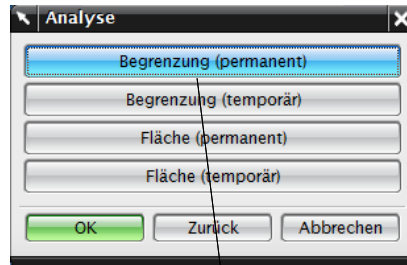 Analyse
Begrenzung (permanent)
Begrenzung (temporär)
Fläche (permanent)
Fläche (temporär)
OK Zurück Abbrechen